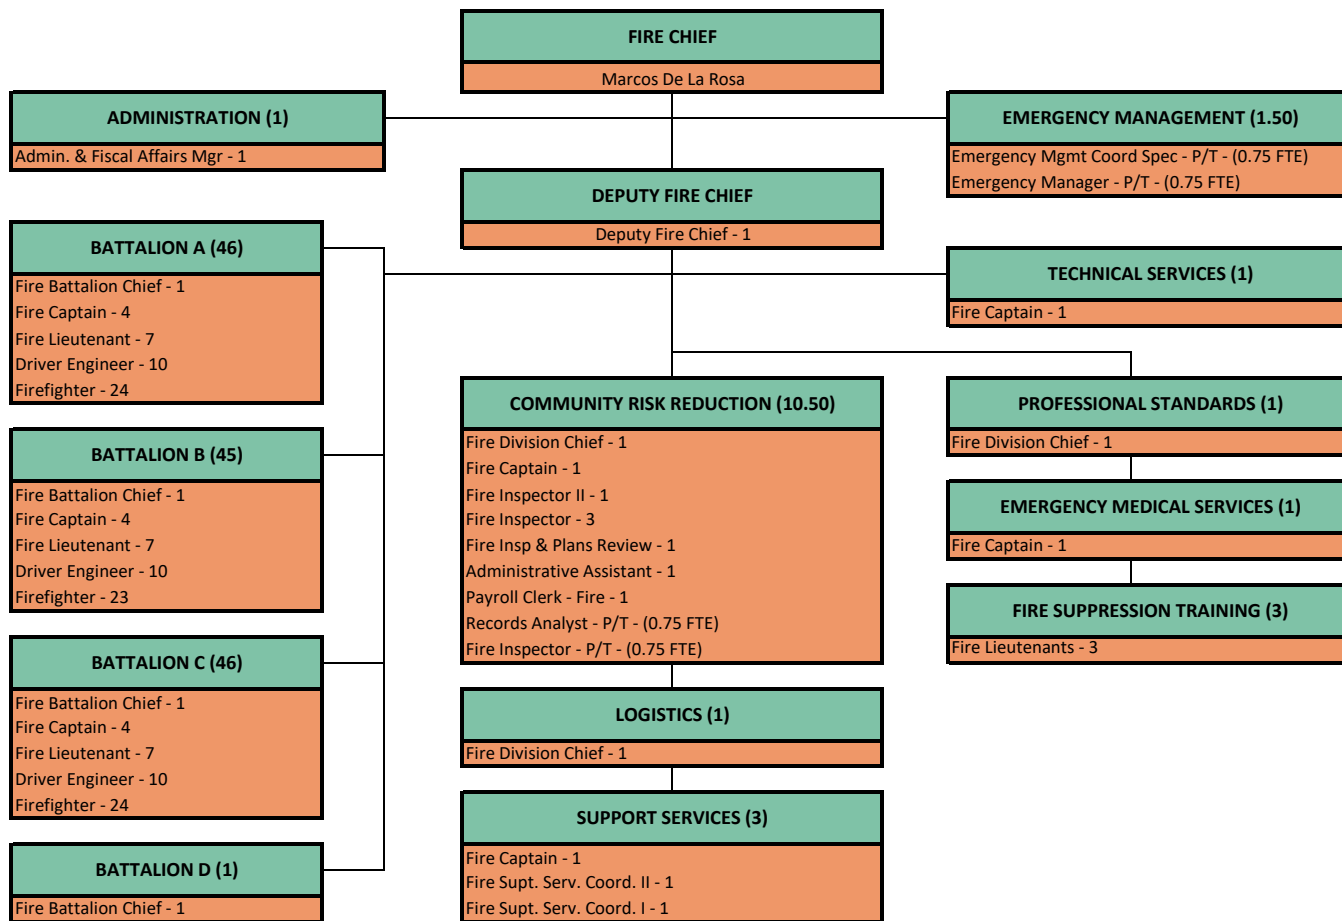 FIRE CHIEF
Marcos De La Rosa
ADMINISTRATION (1)
Admin. & Fiscal Affairs Mgr - 1
EMERGENCY MANAGEMENT (1.50)
Emergency Mgmt Coord Spec - P/T - (0.75 FTE)
Emergency Manager - P/T - (0.75 FTE)
DEPUTY FIRE CHIEF
Deputy Fire Chief - 1
BATTALION A (46)
Fire Battalion Chief - 1
Fire Captain - 4
Fire Lieutenant - 7
Driver Engineer - 10
Firefighter - 24
TECHNICAL SERVICES (1)
Fire Captain - 1
BATTALION B (45)
Fire Battalion Chief - 1
Fire Captain - 4
Fire Lieutenant - 7
Driver Engineer - 10
Firefighter - 23
BATTALION C (46)
Fire Battalion Chief - 1
Fire Captain - 4
Fire Lieutenant - 7
Driver Engineer - 10
Firefighter - 24
BATTALION D (1)
Fire Battalion Chief - 1
COMMUNITY RISK REDUCTION (10.50)
Fire Division Chief - 1
Fire Captain - 1
Fire Inspector II - 1
Fire Inspector - 3
Fire Insp & Plans Review - 1
Administrative Assistant - 1
Payroll Clerk - Fire - 1
Records Analyst - P/T - (0.75 FTE)
Fire Inspector - P/T - (0.75 FTE)
LOGISTICS (1)
Fire Division Chief - 1
SUPPORT SERVICES (3)
Fire Captain - 1
Fire Supt. Serv. Coord. II - 1
Fire Supt. Serv. Coord. I - 1
PROFESSIONAL STANDARDS (1)
Fire Division Chief - 1
EMERGENCY MEDICAL SERVICES (1)
Fire Captain - 1
FIRE SUPPRESSION TRAINING (3)
Fire Lieutenants - 3